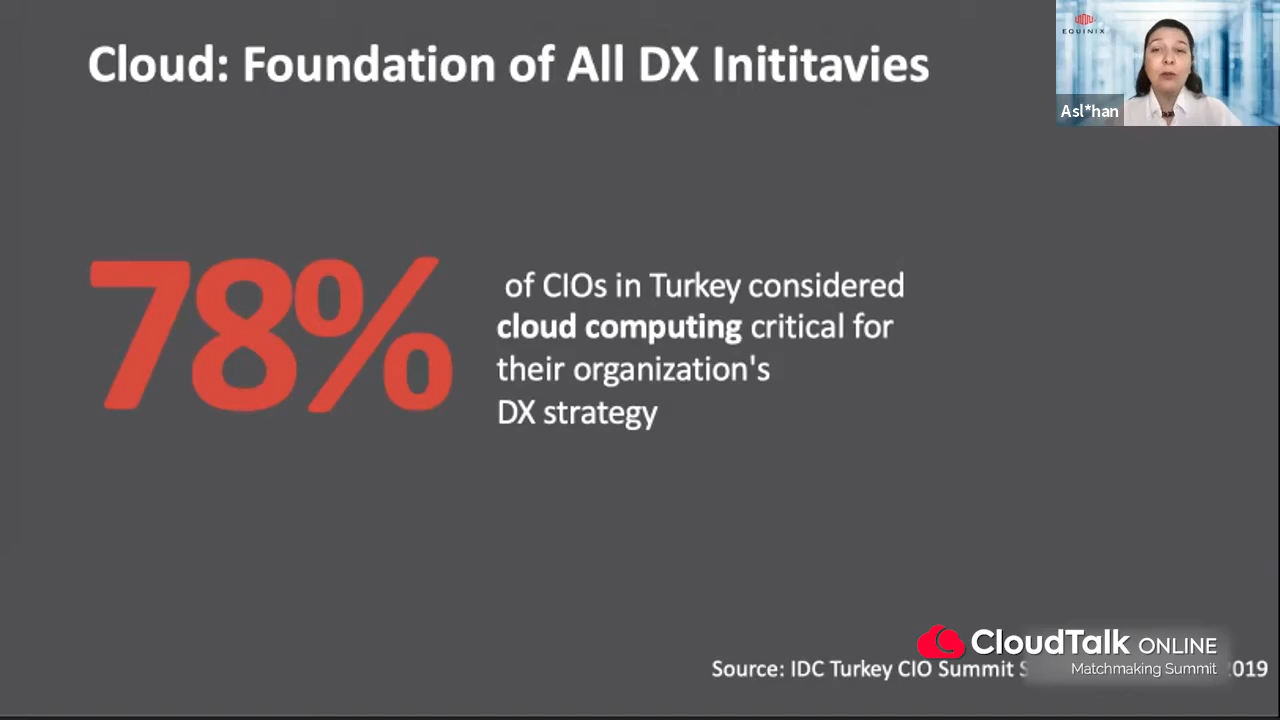 Cloud: Foundation of All DX Inititavies
EQUINIX
Asl*han
78%
of CIOs in Turkey considered
cloud computing critical for
their organization's
DX strategy
CloudTalk ONLINE
Matchmaking Summit
Source: IDC Turkey CIO Summit 2019